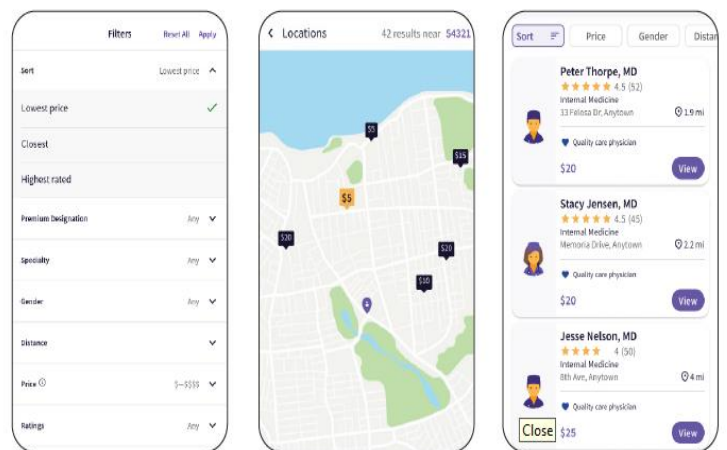 Filters Reset All Apply
Sort Lowest price
Lowest price
Closest
Highest rated
Premium Designation Any
Specialty Any
Gender Any
Distance
Price $—$$$$
Ratings Any
Locations 42 results near 54321
$5
$15
$5
$20
$20
$10
Sort Price Gender Distan
Peter Thorpe, MD
4.5 (52)
Internal Medicine
33 Felosa Dr, Anytown 1.9 mi
Quality care physician
$20 View
Stacy Jensen, MD
4.5 (45)
Internal Medicine
Memoria Drive, Anytown 2.2 mi
Quality care physician
$20 View
Jesse Nelson, MD
4 (50)
Internal Medicine
8th Ave, Anytown 4 mi
Quality care physician
Close $25 View